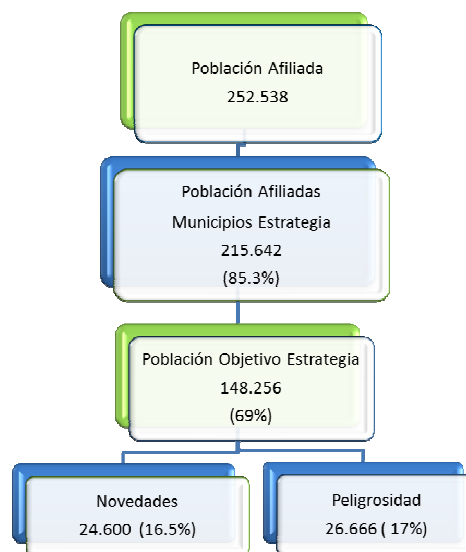 Población Afiliada
252.538
Población Afiliadas
Municipios Estrategia
215.642
(85.3%)
Población Objetivo Estrategia
148.256
(69%)
Novedades
24.600 (16.5%)
Peligrosidad
26.666 ( 17%)